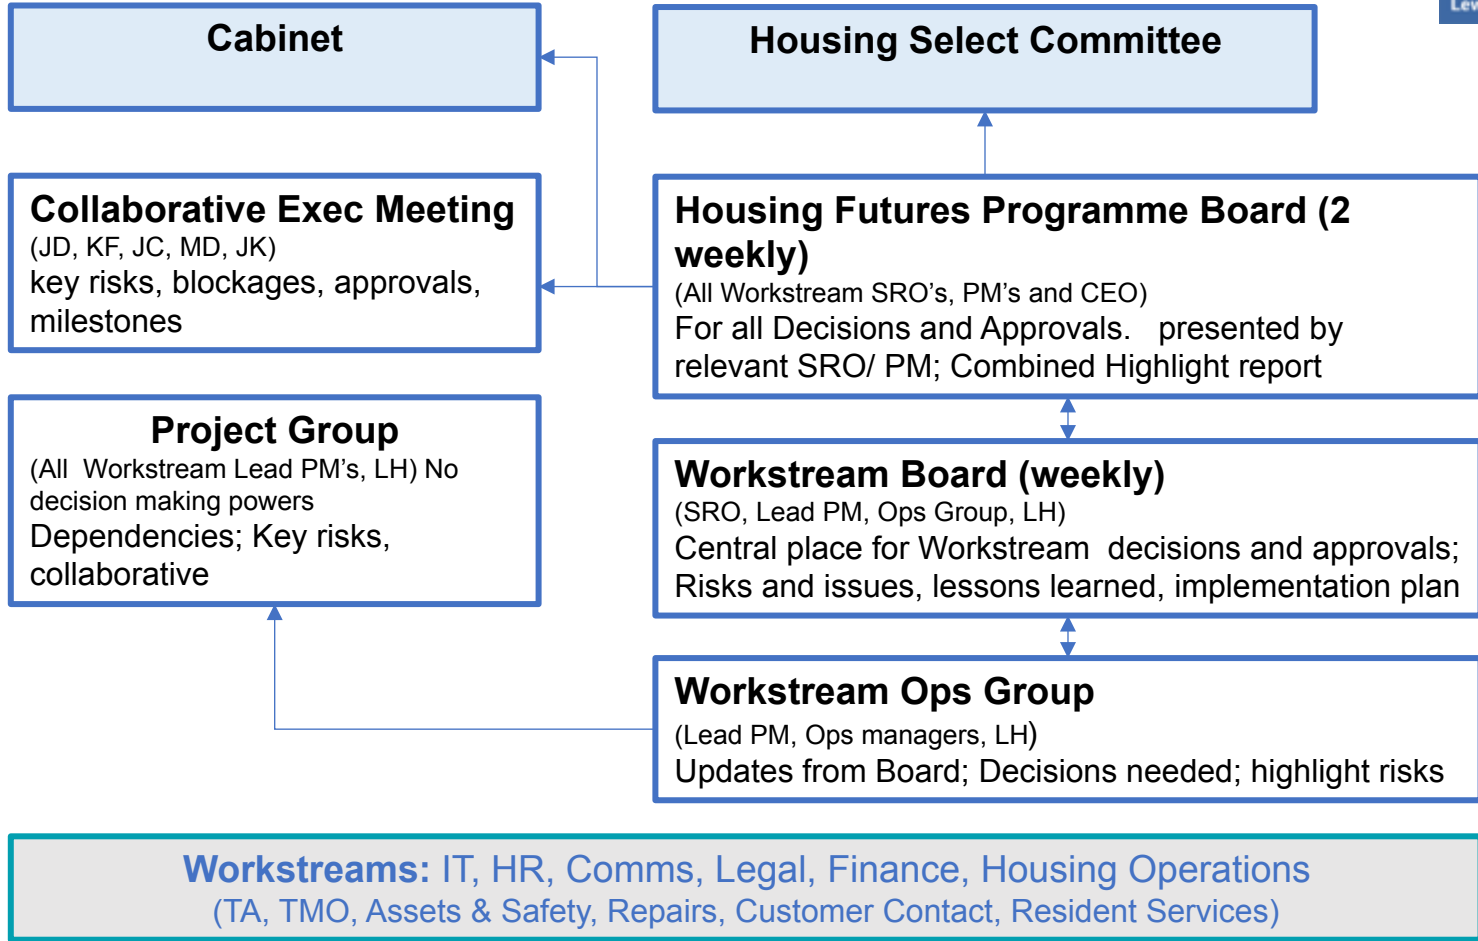 Lew
Cabinet
Housing Select Committee
Collaborative Exec Meeting
(JD, KF, JC, MD, JK)
key risks, blockages, approvals,
milestones
Housing Futures Programme Board (2
weekly)
(All Workstream SRO’s, PM’s and CEO)
For all Decisions and Approvals.   presented by
relevant SRO/ PM; Combined Highlight report
Project Group
(All  Workstream Lead PM’s, LH) No
decision making powers
Dependencies; Key risks,
collaborative
Workstream Board (weekly)
(SRO, Lead PM, Ops Group, LH)
Central place for Workstream  decisions and approvals;
Risks and issues, lessons learned, implementation plan
Workstream Ops Group
(Lead PM, Ops managers, LH)
Updates from Board; Decisions needed; highlight risks
Workstreams: IT, HR, Comms, Legal, Finance, Housing Operations
(TA, TMO, Assets & Safety, Repairs, Customer Contact, Resident Services)